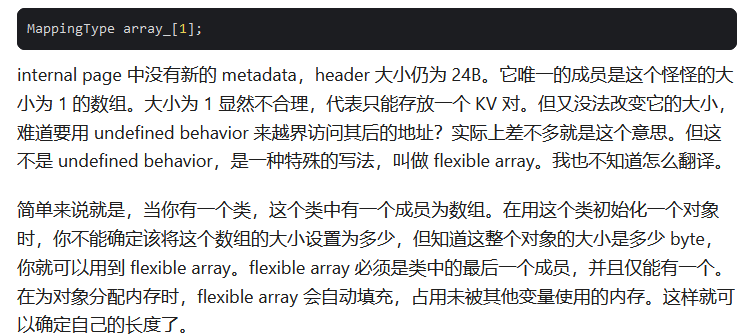 MappingType array_[1];
internal page 中没有新的 metadata，header 大小仍为 24B。它唯一的成员是这个怪怪的大
小为 1 的数组。大小为 1 显然不合理，代表只能存放一个 KV 对。但又没法改变它的大小，
难道要用 undefined behavior 来越界访问其后的地址？实际上差不多就是这个意思。但这
不是 undefined behavior，是一种特殊的写法，叫做 flexible array。我也不知道怎么翻译。
简单来说就是，当你有一个类，这个类中有一个成员为数组。在用这个类初始化一个对象
时，你不能确定该将这个数组的大小设置为多少，但知道这整个对象的大小是多少 byte，
你就可以用到 flexible array。flexible array 必须是类中的最后一个成员，并且仅能有一个。
在为对象分配内存时，flexible array 会自动填充，占用未被其他变量使用的内存。这样就可
以确定自己的长度了。